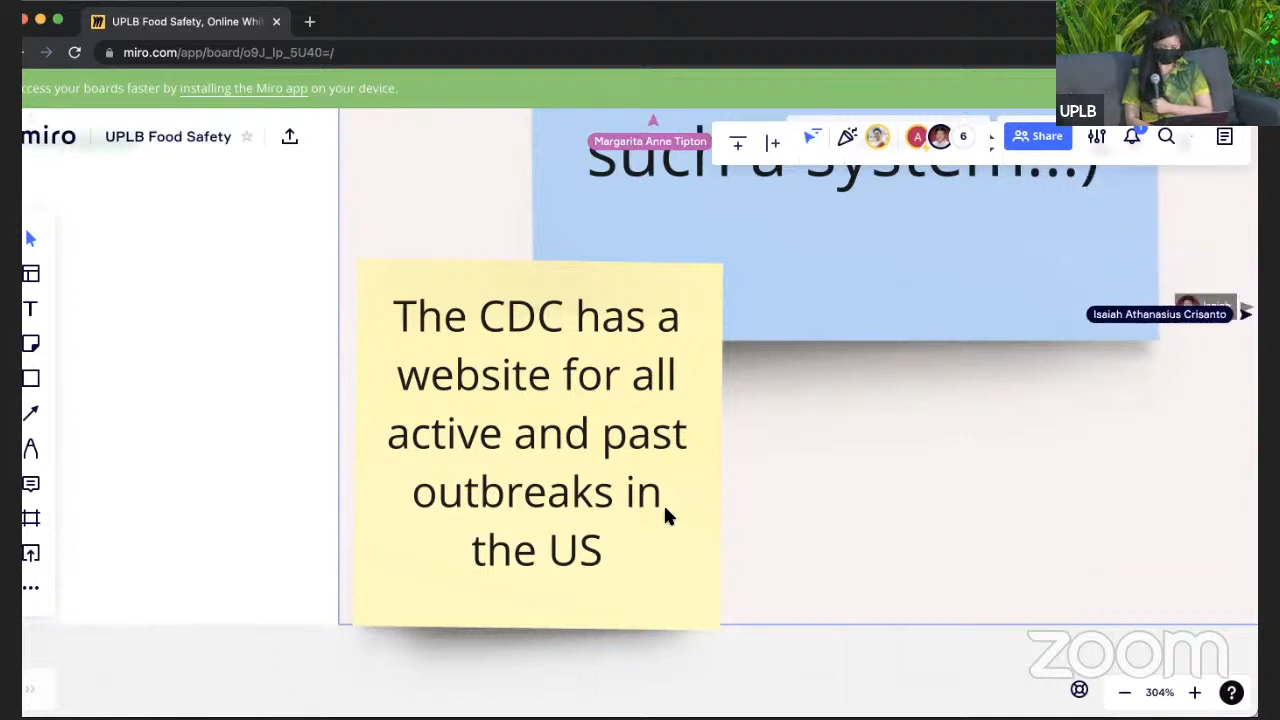 UPLB Food Safety, Online Whi
miro.com/app/board/o9J_lp_5U40=/
ccess your boards faster by installing the Miro app on your device.
UPLB
miro
UPLB Food Safety
Margarita Anne Tipton
A
6
Share
such a system...)
The CDC has a
website for all
active and past
outbreaks in
the US
Isaiah Athanasius Crisanto
zoom
304%